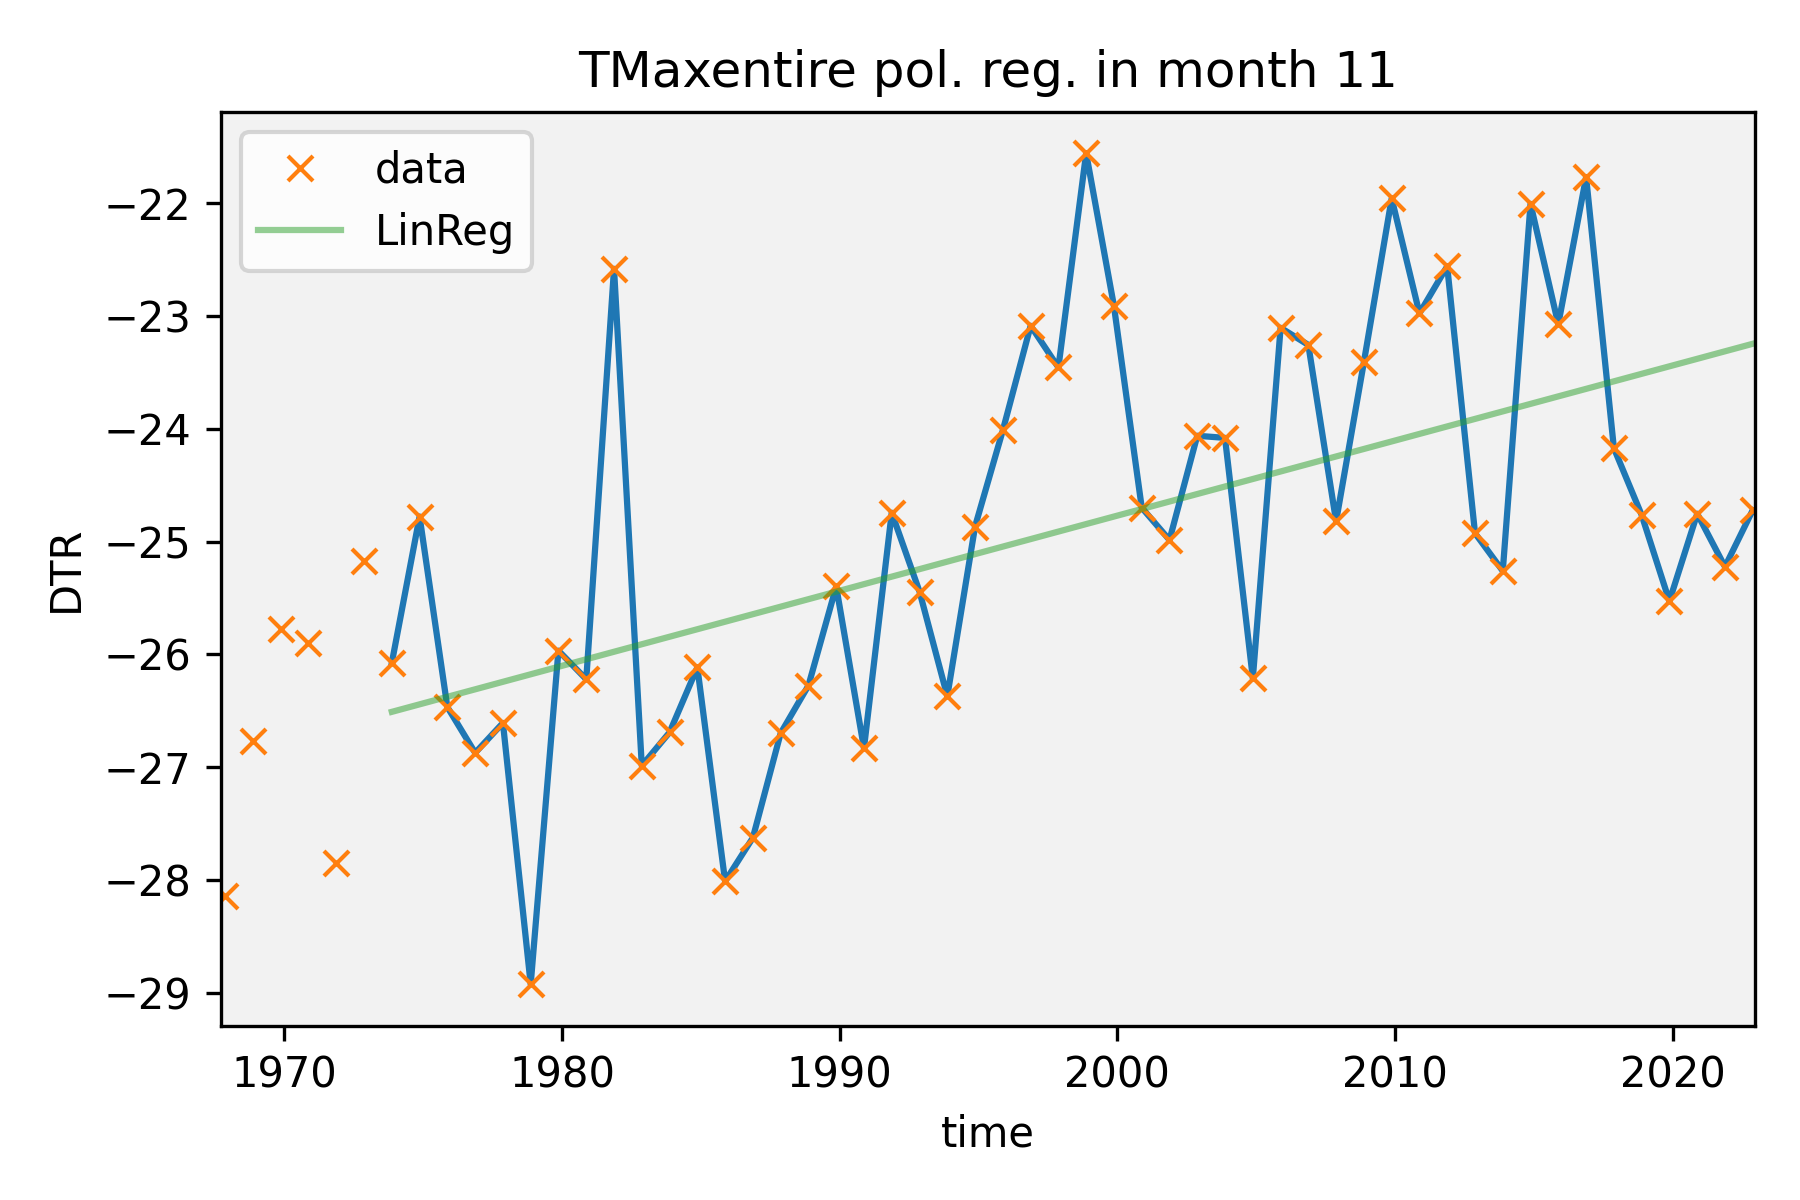 TMaxentire pol. reg. in month 11
data
LinReg
−22
−23
−24
−25
−26
−27
−28
−29
DTR
1970 1980 1990 2000 2010 2020
time